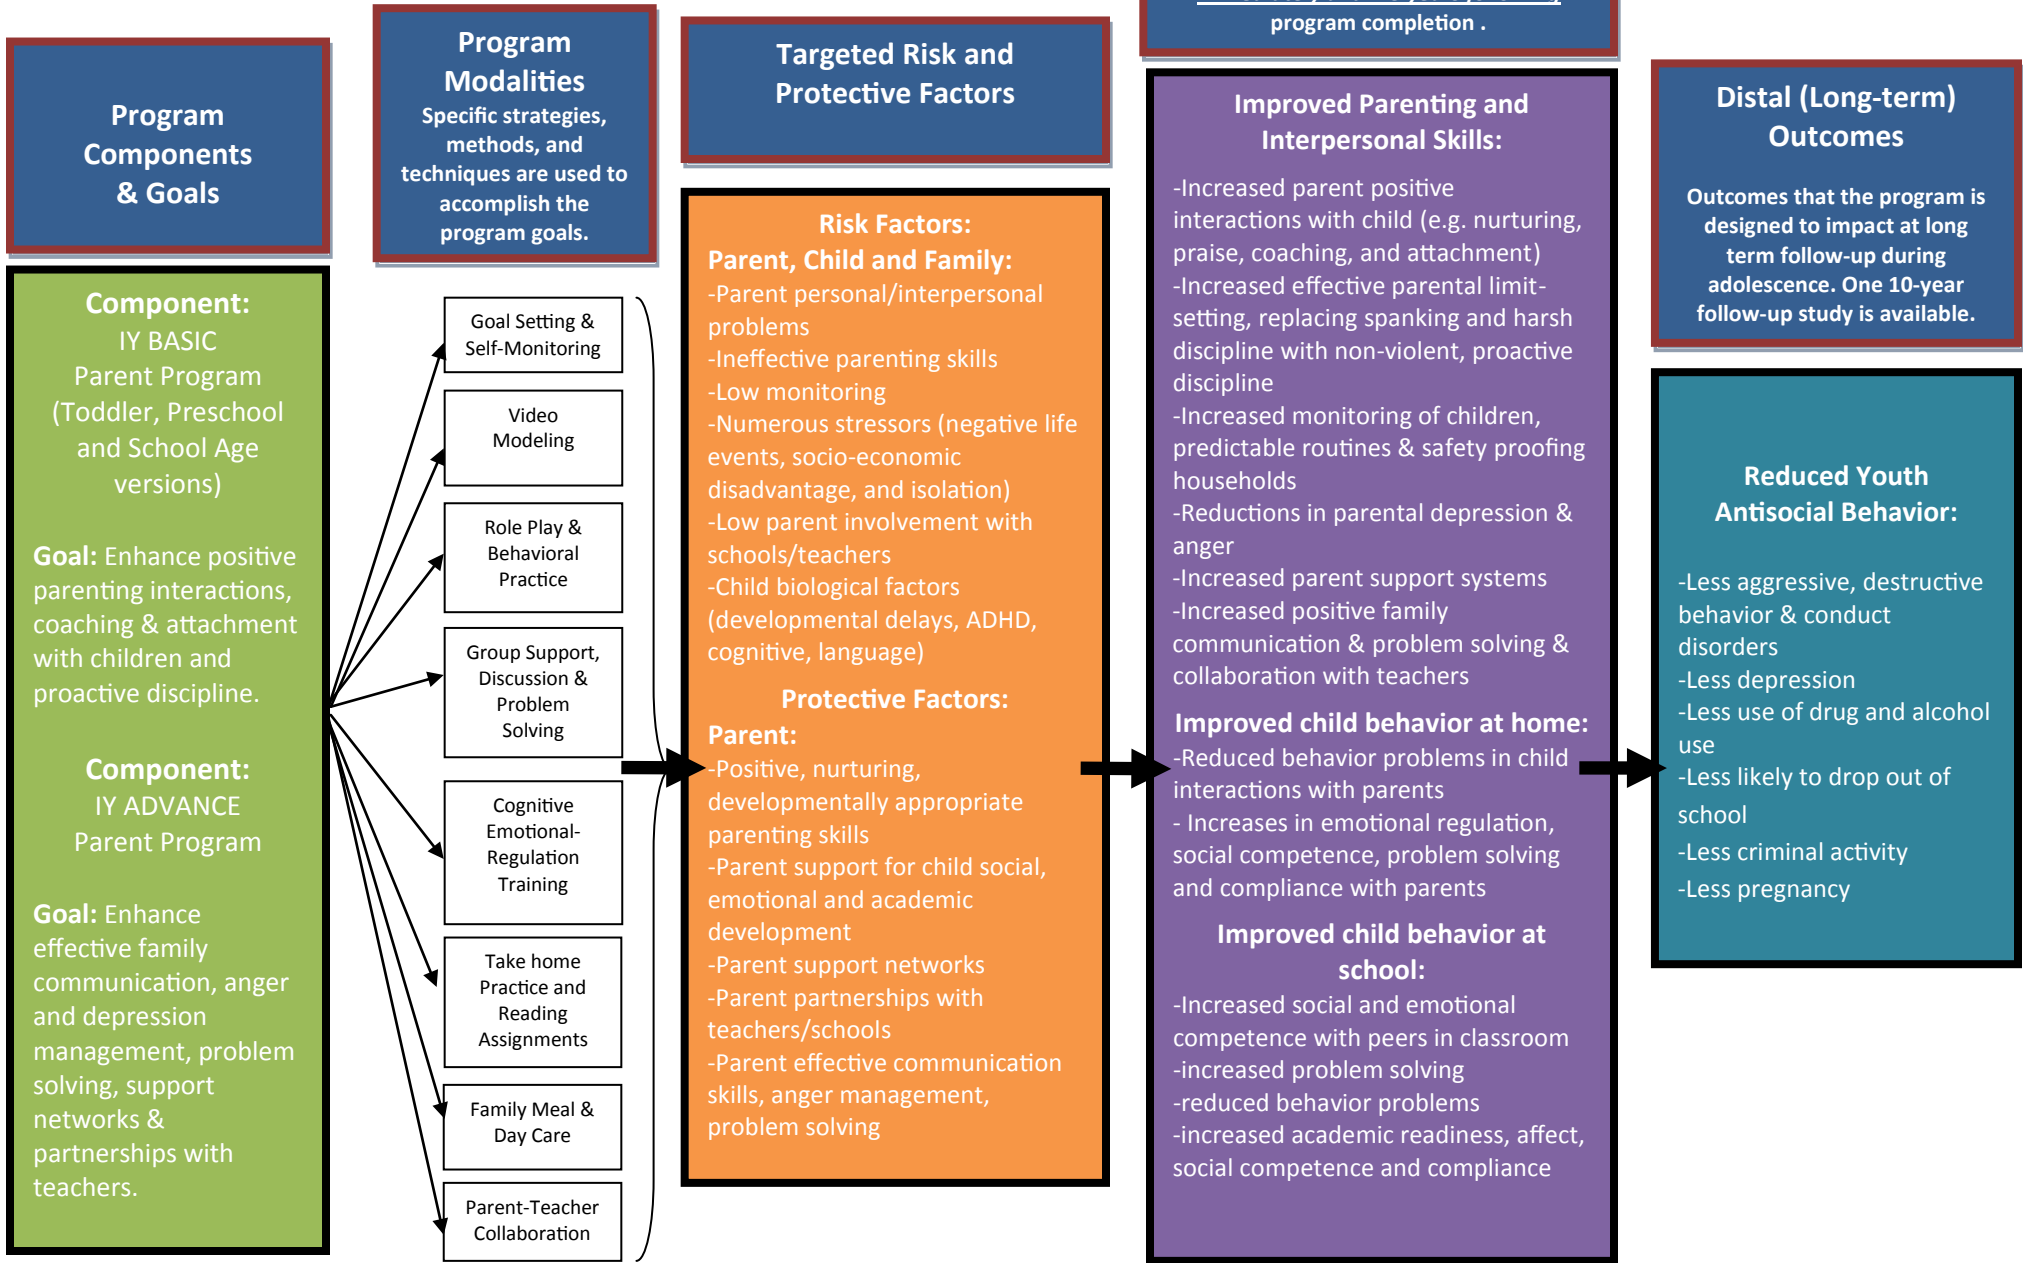 Program
Components
& Goals
Component:
IY BASIC
Parent Program
(Toddler, Preschool
and School Age
versions)
Goal: Enhance positive
parenting interactions,
coaching & attachment
with children and
proactive discipline.
Component:
IY ADVANCE
Parent Program
Goal: Enhance
effective family
communication, anger
and depression
management, problem
solving, support
networks &
partnerships with
teachers.
Program
Modalities
Specific strategies,
methods, and
techniques are used to
accomplish the
program goals.
Goal Setting &
Self-Monitoring
Video
Modeling
Role Play &
Behavioral
Practice
Group Support,
Discussion &
Problem
Solving
Cognitive
Emotional-
Regulation
Training
Take home
Practice and
Reading
Assignments
Family Meal &
Day Care
Parent-Teacher
Collaboration
Targeted Risk and
Protective Factors
Risk Factors:
Parent, Child and Family:
-Parent personal/interpersonal
problems
-Ineffective parenting skills
-Low monitoring
-Numerous stressors (negative life
events, socio-economic
disadvantage, and isolation)
-Low parent involvement with
schools/teachers
-Child biological factors
(developmental delays, ADHD,
cognitive, language)
Protective Factors:
Parent:
-Positive, nurturing,
developmentally appropriate
parenting skills
-Parent support for child social,
emotional and academic
development
-Parent support networks
-Parent partnerships with
teachers/schools
-Parent effective communication
skills, anger management,
problem solving
program completion .
Improved Parenting and
Interpersonal Skills:
-Increased parent positive
interactions with child (e.g. nurturing,
praise, coaching, and attachment)
-Increased effective parental limit-
setting, replacing spanking and harsh
discipline with non-violent, proactive
discipline
-Increased monitoring of children,
predictable routines & safety proofing
households
-Reductions in parental depression &
anger
-Increased parent support systems
-Increased positive family
communication & problem solving &
collaboration with teachers
Improved child behavior at home:
-Reduced behavior problems in child
interactions with parents
- Increases in emotional regulation,
social competence, problem solving
and compliance with parents
Improved child behavior at
school:
-Increased social and emotional
competence with peers in classroom
-increased problem solving
-reduced behavior problems
-increased academic readiness, affect,
social competence and compliance
Distal (Long-term)
Outcomes
Outcomes that the program is
designed to impact at long
term follow-up during
adolescence. One 10-year
follow-up study is available.
Reduced Youth
Antisocial Behavior:
-Less aggressive, destructive
behavior & conduct
disorders
-Less depression
-Less use of drug and alcohol
use
-Less likely to drop out of
school
-Less criminal activity
-Less pregnancy